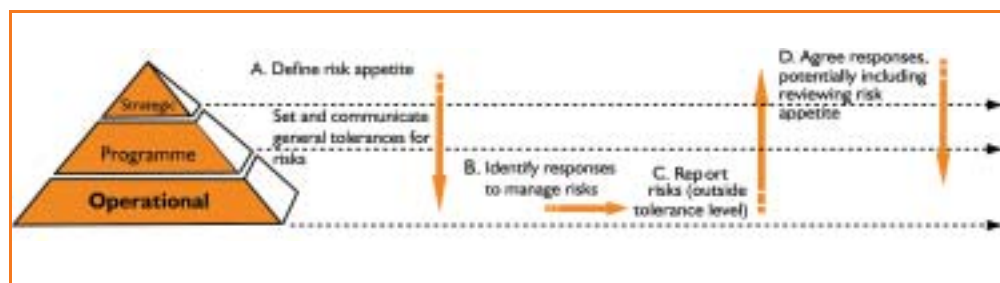 Strategic
Programme
Operational
A. Define risk appetite
Set and communicate
general tolerances for
risks
B. Identify responses
to manage risks
C. Report
risks (outside
tolerance level)
D. Agree responses,
potentially including
reviewing risk
appetite